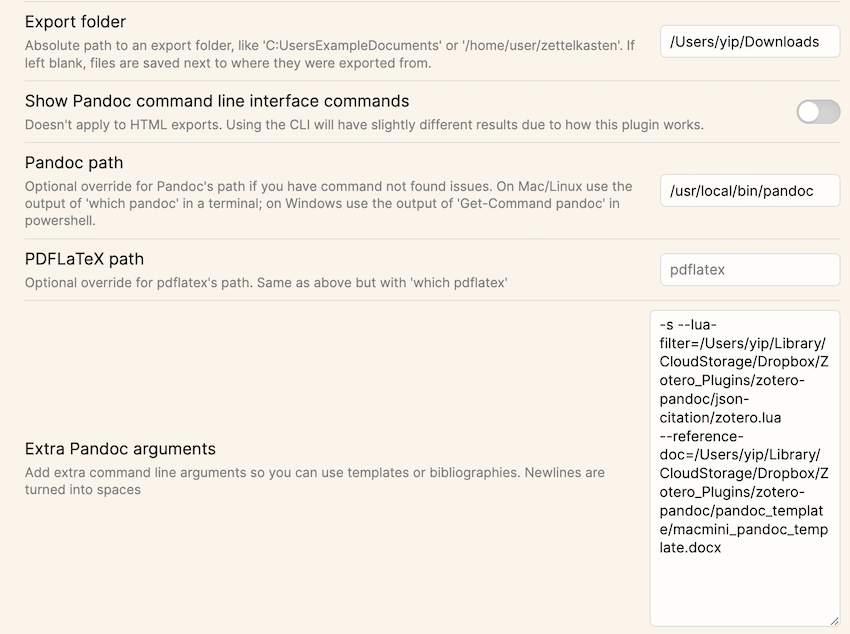 Export folder
Absolute path to an export folder, like 'C:UsersExampleDocuments' or '/home/user/zettelkasten'. If
left blank, files are saved next to where they were exported from.
/Users/yip/Downloads
Show Pandoc command line interface commands
Doesn't apply to HTML exports. Using the CLI will have slightly different results due to how this plugin works.
Pandoc path
Optional override for Pandoc's path if you have command not found issues. On Mac/Linux use the
output of 'which pandoc' in a terminal; on Windows use the output of 'Get-Command pandoc' in
powershell.
/usr/local/bin/pandoc
PDFLaTeX path
Optional override for pdflatex's path. Same as above but with 'which pdflatex'
pdflatex
Extra Pandoc arguments
Add extra command line arguments so you can use templates or bibliographies. Newlines are
turned into spaces
-s --lua-
filter=/Users/yip/Library/
CloudStorage/Dropbox/Z
otero_Plugins/zotero-
pandoc/json-
citation/zotero.lua
--reference-
doc=/Users/yip/Library/
CloudStorage/Dropbox/Z
otero_Plugins/zotero-
pandoc/pandoc_templat
e/macmini_pandoc_temp
late.docx